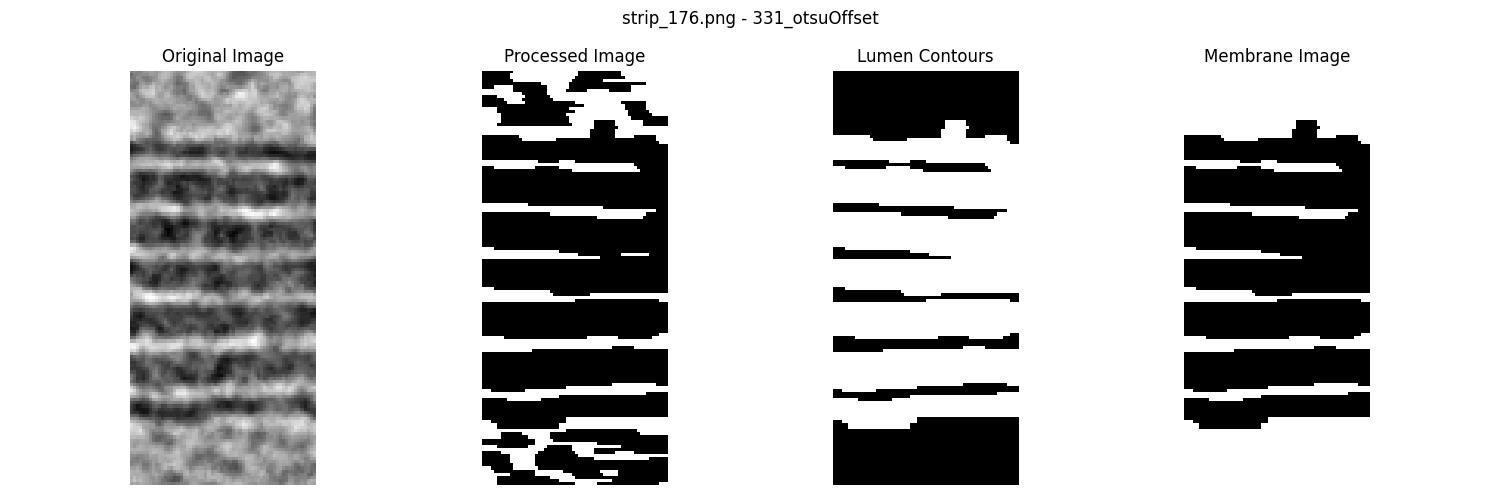 strip_176.png - 331_otsuOffset
Original Image
Processed Image
Lumen Contours
Membrane Image